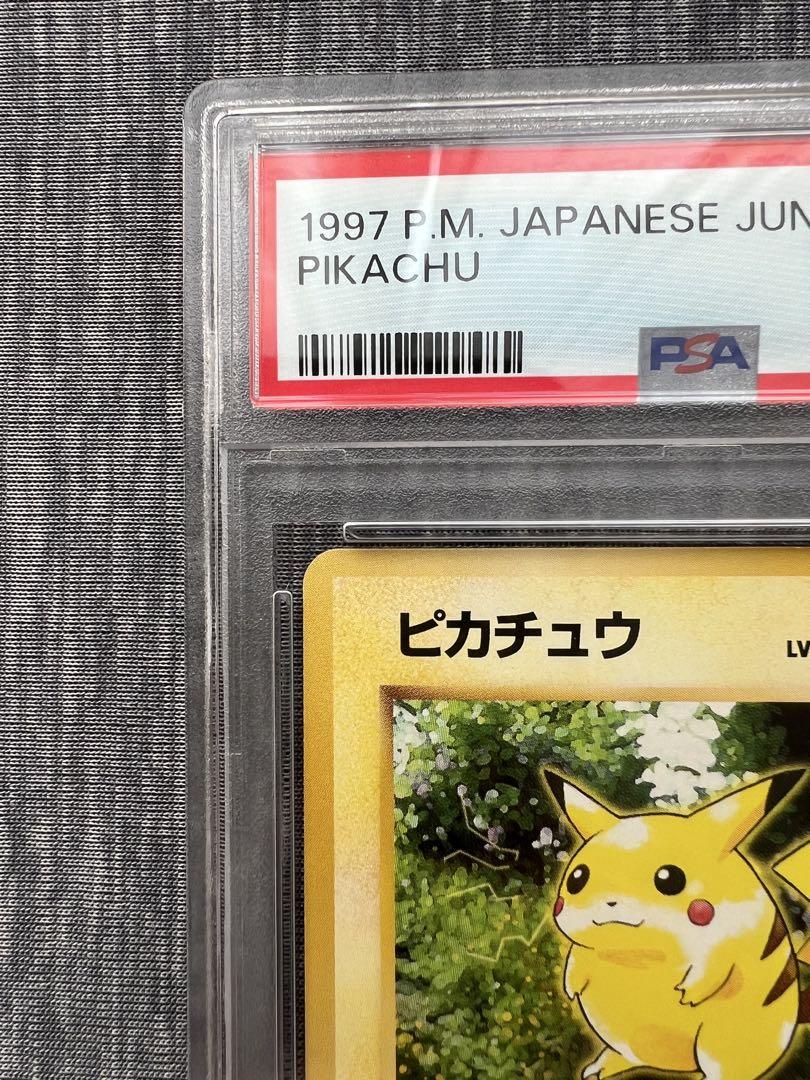 1997 P.M. JAPANESE JUN
PIKACHU
PSA
ピカチュウ
LV